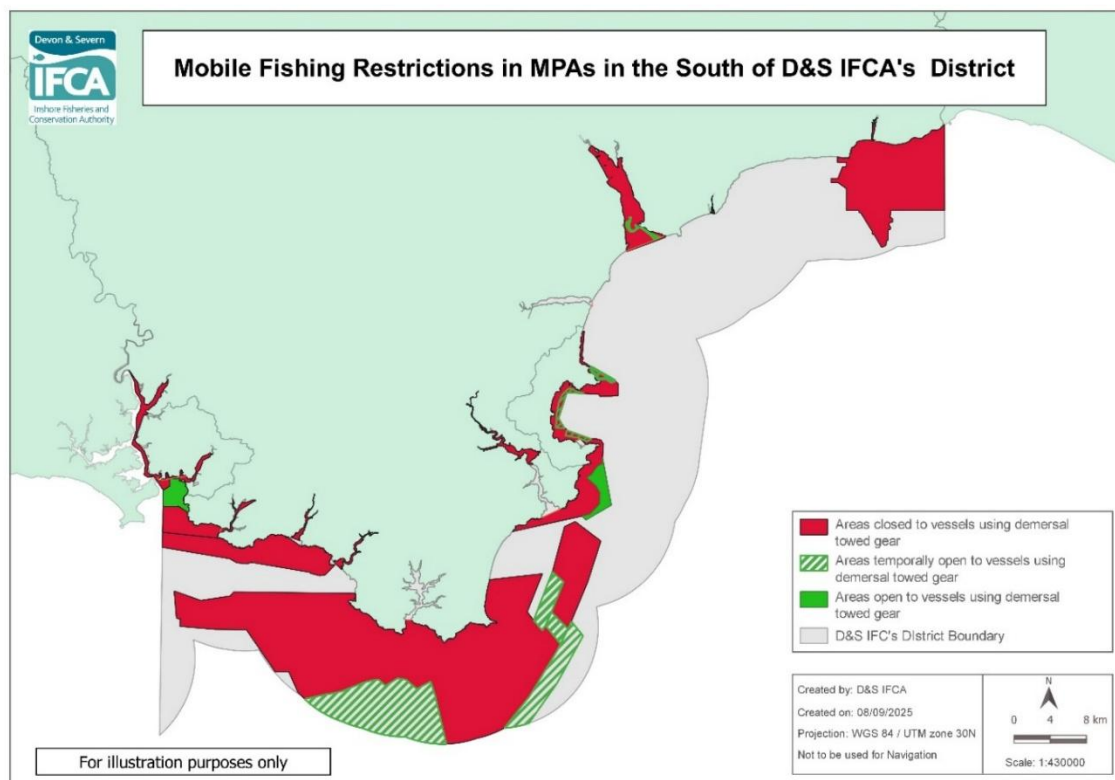 Devon & Severn
IFCA
Inshore Fisheries and
Conservation Authority
Mobile Fishing Restrictions in MPAs in the South of D&S IFCA's District
Areas closed to vessels using demersal
towed gear
Areas temporally open to vessels using
demersal towed gear
Areas open to vessels using demersal
towed gear
D&S IFC's District Boundary
Created by: D&S IFCA
Created on: 08/09/2025
Projection: WGS 84 / UTM zone 30N
Not to be used for Navigation
N
0 4 8 km
Scale: 1:430000
For illustration purposes only